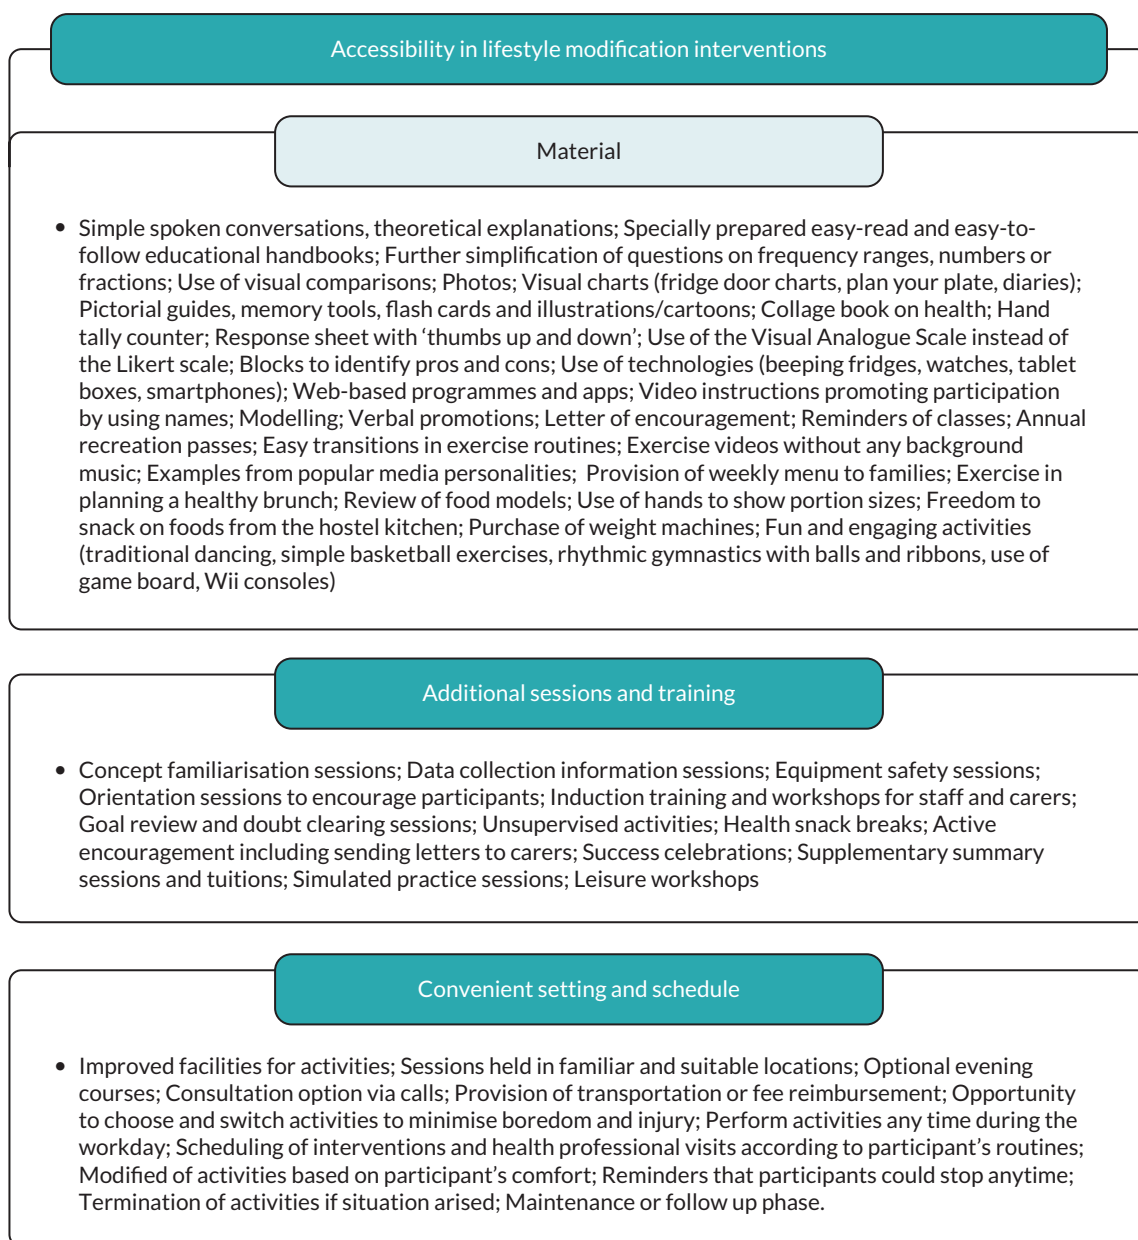 Accessibility in lifestyle modification interventions
Material
• Simple spoken conversations, theoretical explanations; Specially prepared easy-read and easy-to-
follow educational handbooks; Further simplification of questions on frequency ranges, numbers or
fractions; Use of visual comparisons; Photos; Visual charts (fridge door charts, plan your plate, diaries);
Pictorial guides, memory tools, flash cards and illustrations/cartoons; Collage book on health; Hand
tally counter; Response sheet with ‘thumbs up and down’; Use of the Visual Analogue Scale instead of
the Likert scale; Blocks to identify pros and cons; Use of technologies (beeping fridges, watches, tablet
boxes, smartphones); Web-based programmes and apps; Video instructions promoting participation
by using names; Modelling; Verbal promotions; Letter of encouragement; Reminders of classes; Annual
recreation passes; Easy transitions in exercise routines; Exercise videos without any background
music; Examples from popular media personalities; Provision of weekly menu to families; Exercise in
planning a healthy brunch; Review of food models; Use of hands to show portion sizes; Freedom to
snack on foods from the hostel kitchen; Purchase of weight machines; Fun and engaging activities
(traditional dancing, simple basketball exercises, rhythmic gymnastics with balls and ribbons, use of
game board, Wii consoles)
Additional sessions and training
• Concept familiarisation sessions; Data collection information sessions; Equipment safety sessions;
Orientation sessions to encourage participants; Induction training and workshops for staff and carers;
Goal review and doubt clearing sessions; Unsupervised activities; Health snack breaks; Active
encouragement including sending letters to carers; Success celebrations; Supplementary summary
sessions and tuitions; Simulated practice sessions; Leisure workshops
Convenient setting and schedule
• Improved facilities for activities; Sessions held in familiar and suitable locations; Optional evening
courses; Consultation option via calls; Provision of transportation or fee reimbursement; Opportunity
to choose and switch activities to minimise boredom and injury; Perform activities any time during the
workday; Scheduling of interventions and health professional visits according to participant’s routines;
Modified of activities based on participant’s comfort; Reminders that participants could stop anytime;
Termination of activities if situation arised; Maintenance or follow up phase.